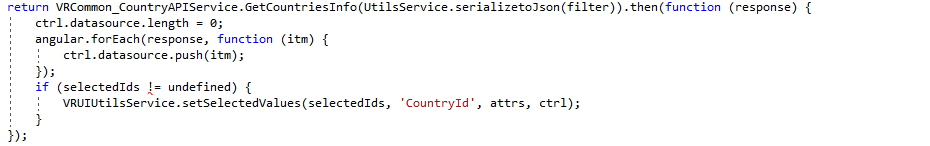 return VRCommon_CountryAPIService.GetCountriesInfo(UtilsService.serializetoJson(filter)).then(function (response) {
    ctrl.datasource.length = 0;
    angular.forEach(response, function (itm) {
        ctrl.datasource.push(itm);
    });
    if (selectedIds != undefined) {
        VRUIUtilsService.setSelectedValues(selectedIds, 'CountryId', attrs, ctrl);
    }
});